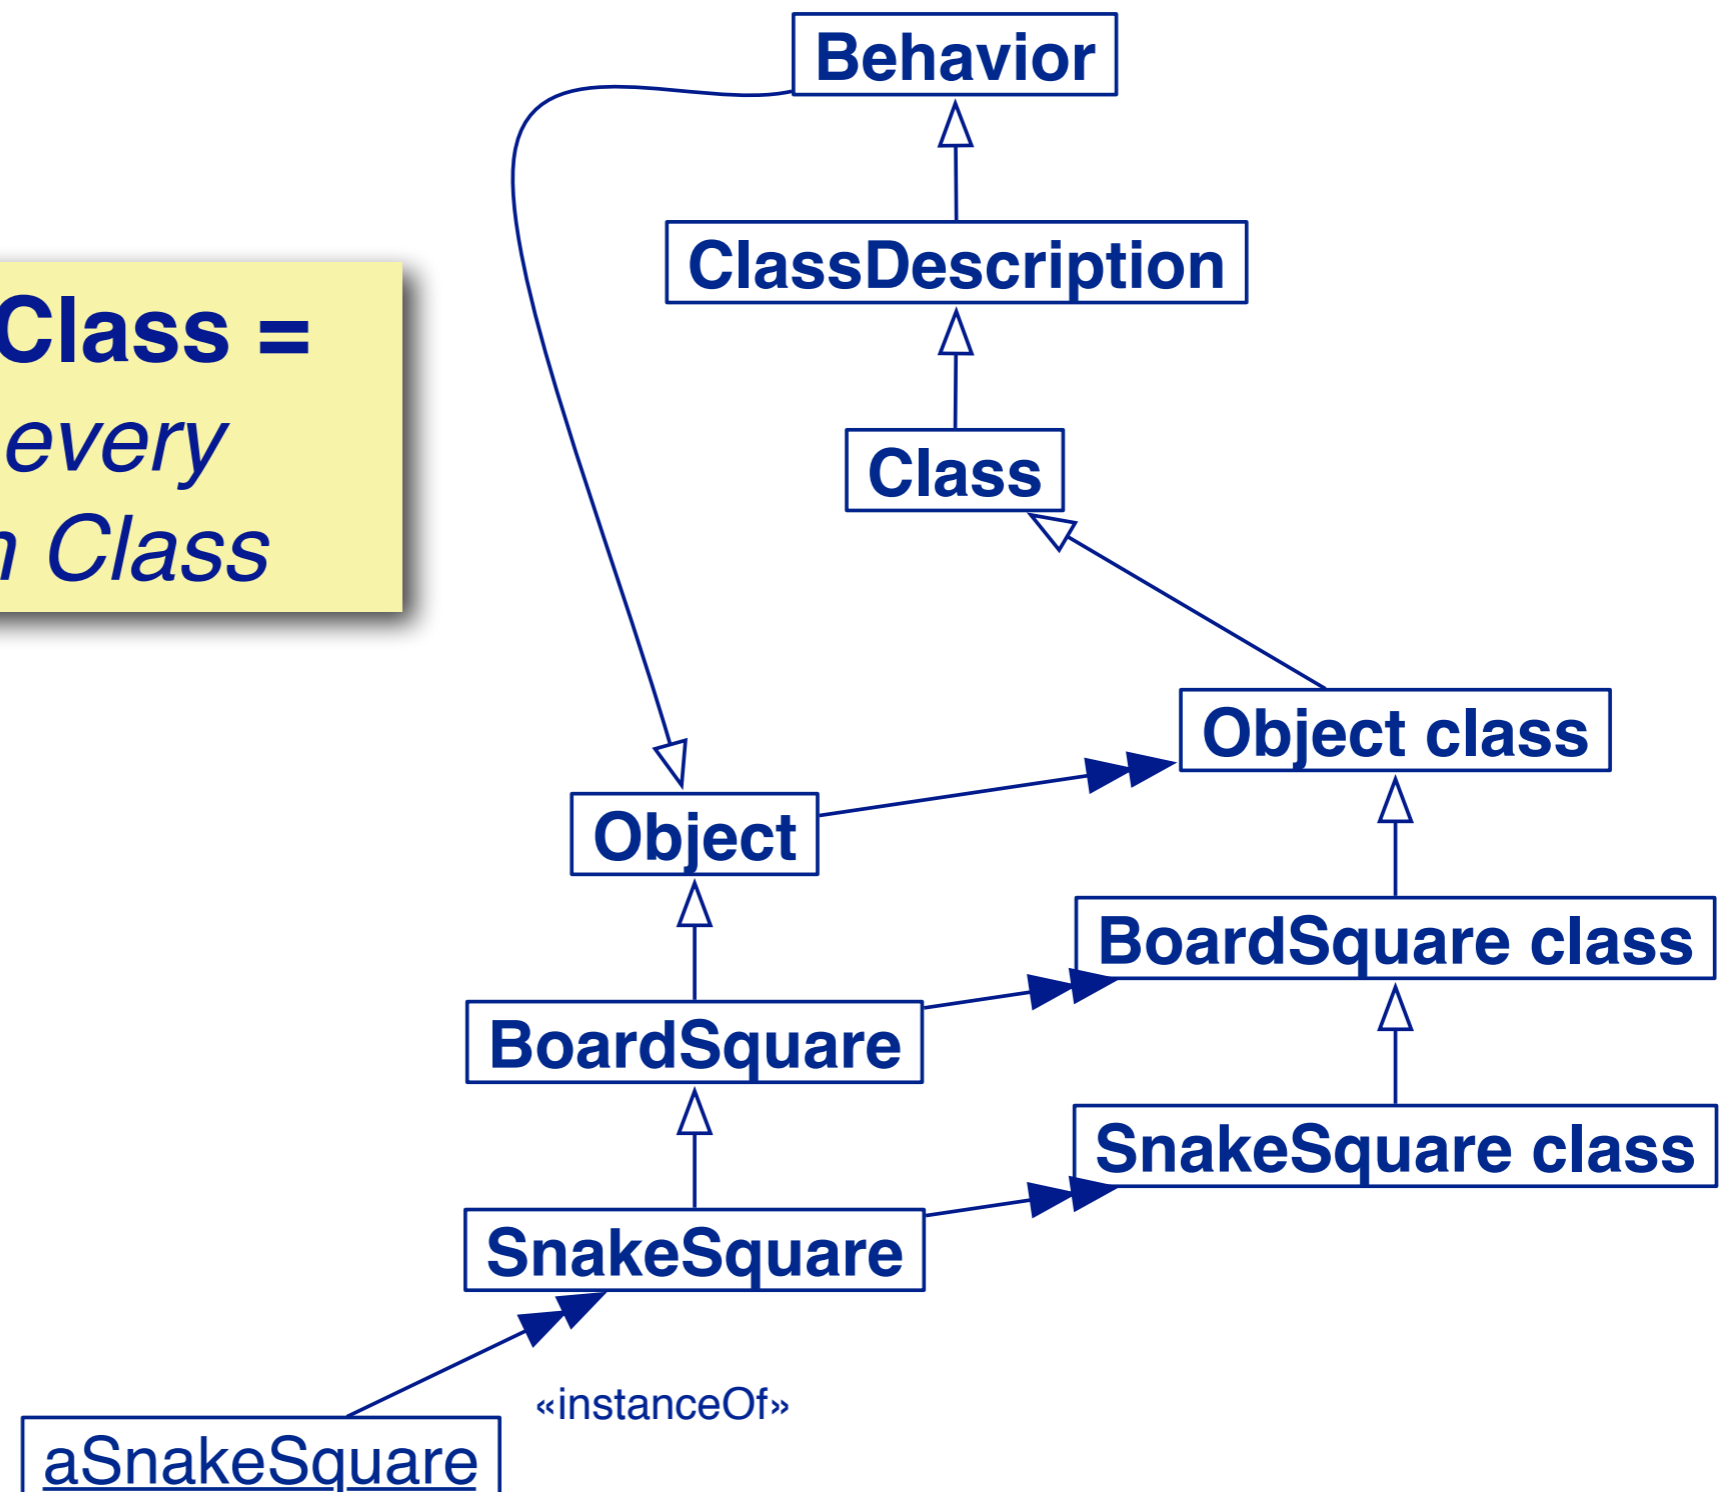 Behavior
ClassDescription
Class =
every
Class
Class
Object class
Object
BoardSquare class
BoardSquare
SnakeSquare class
SnakeSquare
«instanceOf»
aSnakeSquare